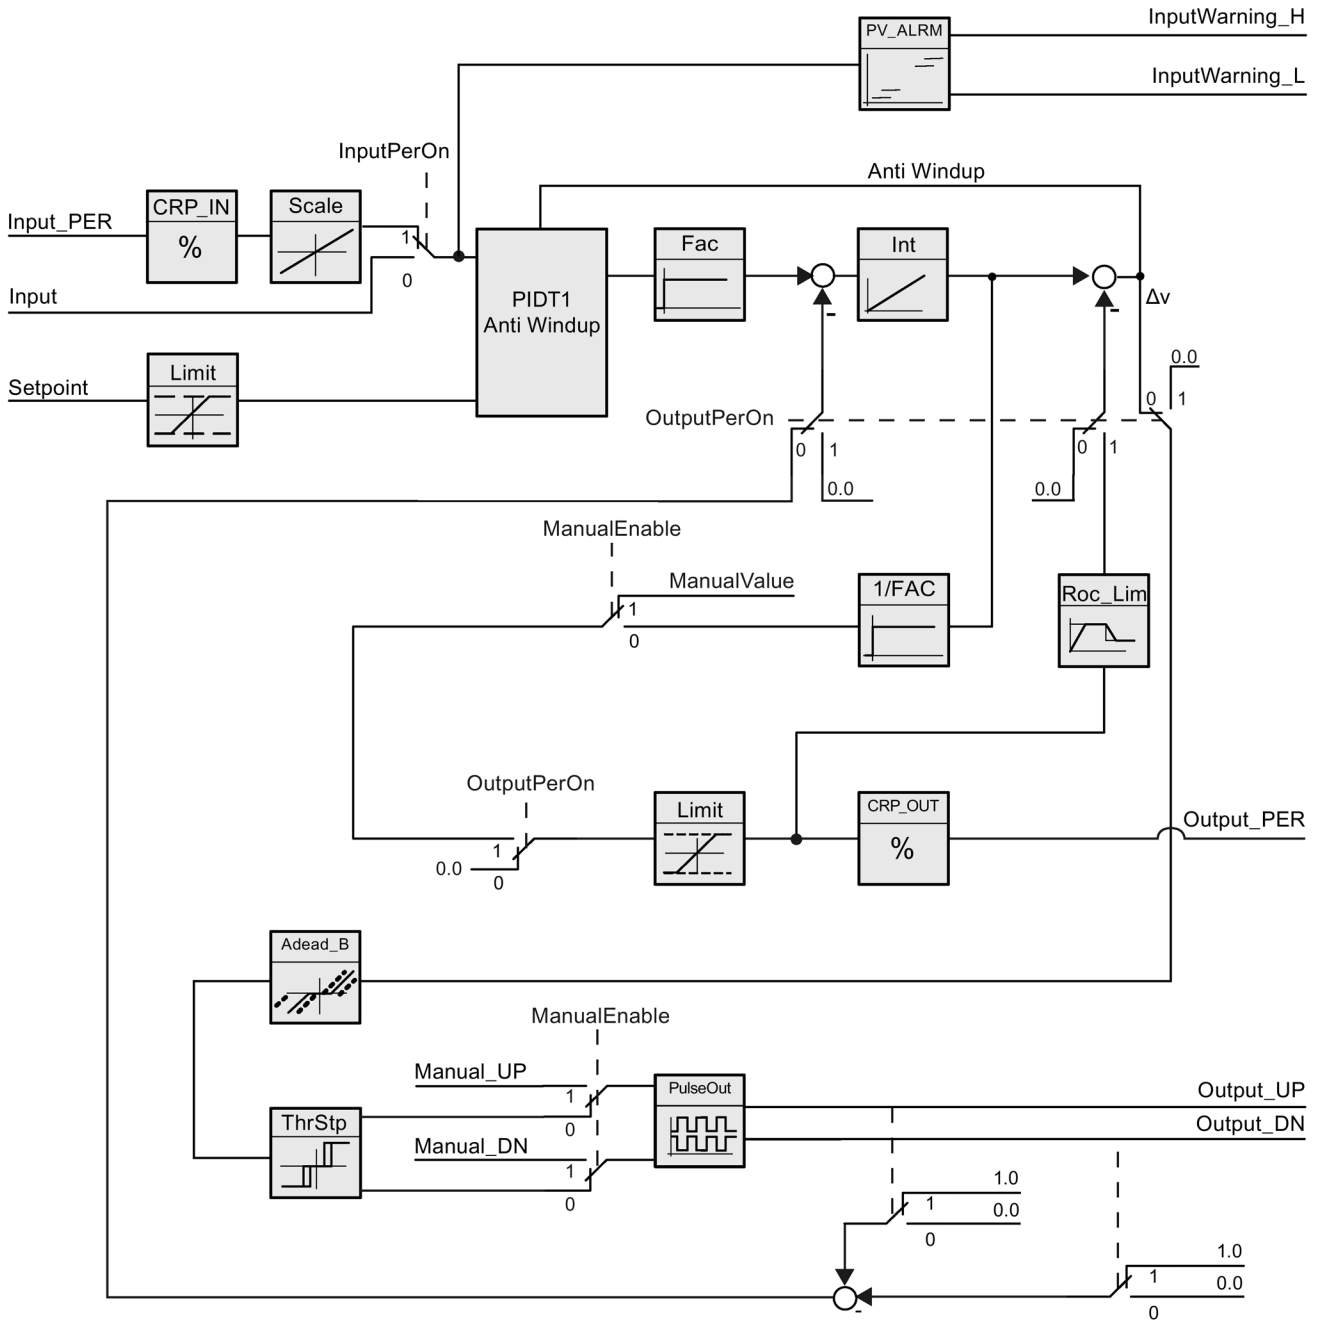 InputWarning_H
PV_ALRM
InputWarning_L
InputPerOn
Anti Windup
CRP_IN
%
Scale
Input_PER
1
0
Input
PIDT1
Anti Windup
Fac
Int
-
-
Δv
Setpoint
Limit
0.0
0
1
OutputPerOn
0
1
0.0
0
1
0.0
ManualEnable
ManualValue
1
0
1/FAC
Roc_Lim
OutputPerOn
1
0.0
0
Limit
CRP_OUT
%
Output_PER
Adead_B
ManualEnable
Manual_UP
1
0
PulseOut
Output_UP
Output_DN
ThrStp
Manual_DN
1
0
1.0
1
0.0
0
1.0
1
0.0
0
-